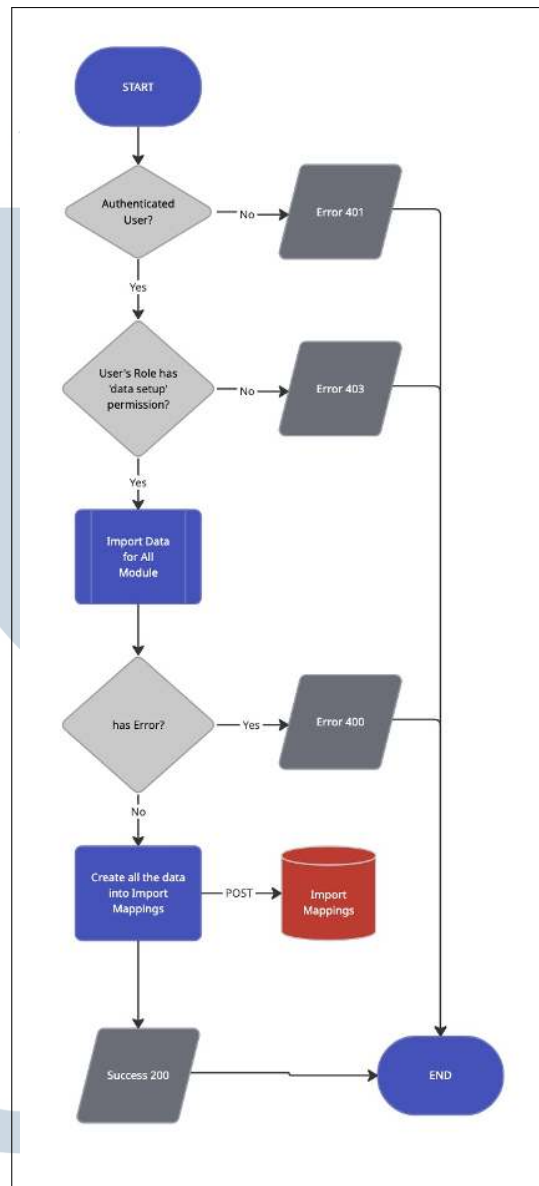 START
Authenticated
User?
No
Error 401
Yes
User's Role has
'data setup'
permission?
No
Error 403
Yes
Import Data
for All
Module
has Error?
Yes
Error 400
No
Create all the data
into Import
Mappings
POST
Import
Mappings
Success 200
END